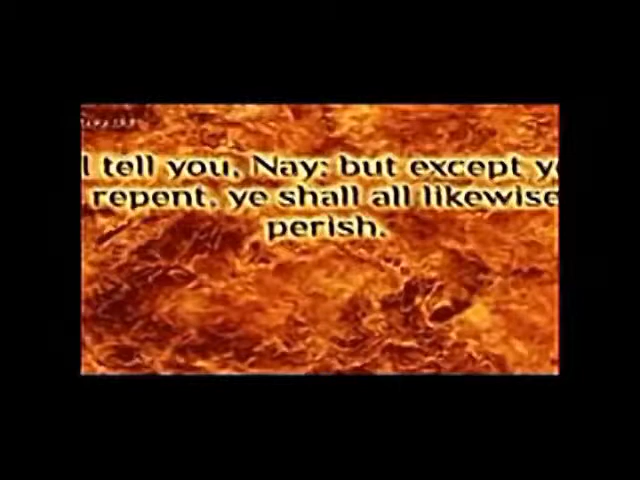 I tell you, Nay: but except y
repent, ye shall all likewise
perish.